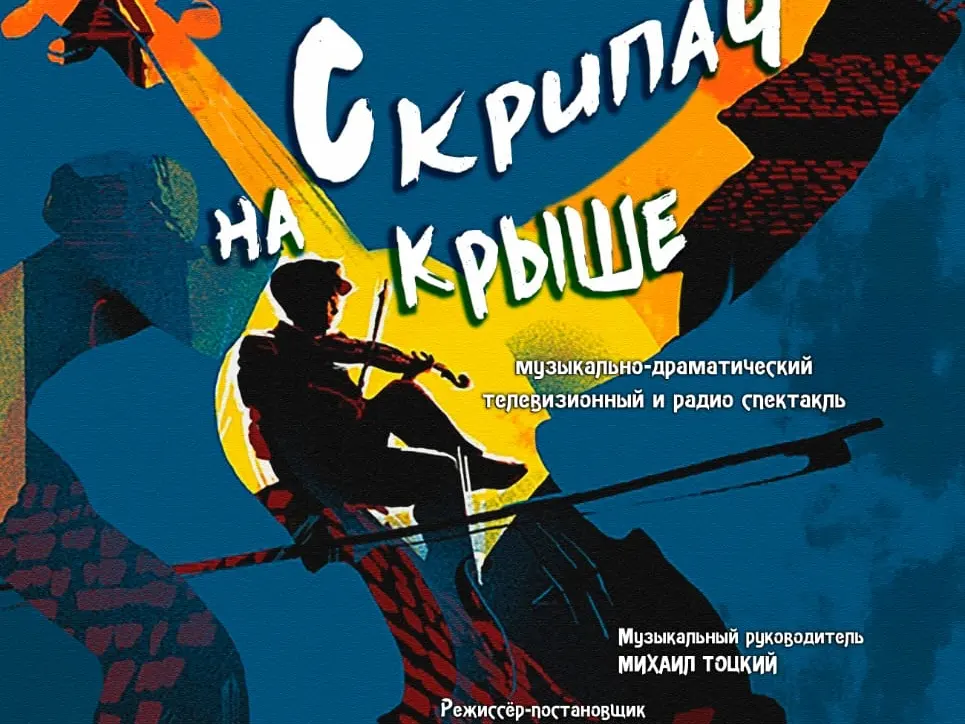 Скрипач
на крыше
музыкально-драматический
телевизионный и радио спектакль
Музыкальный руководитель
МИХАИЛ ТОЦКИЙ
Режиссёр-постановщик